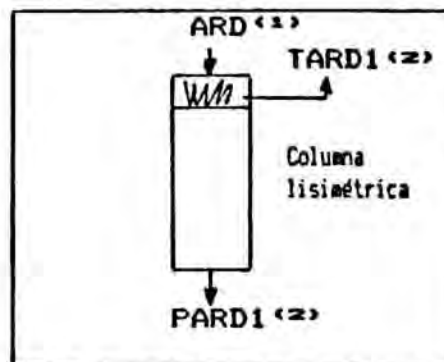 ARD<1>
TARD1<2>
Columna
lisimétrica
PARD1<2>